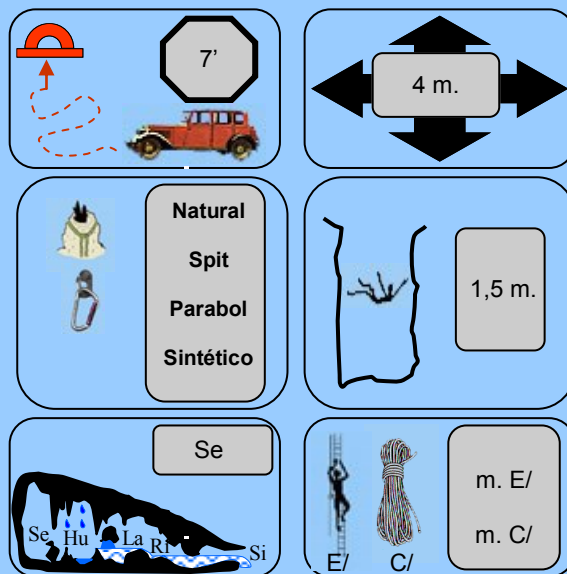 7’
4 m.
Natural
Spit
Parabol
Sintético
1,5 m.
Se
Se Hu La Ri Si
E/ C/
m. E/
m. C/